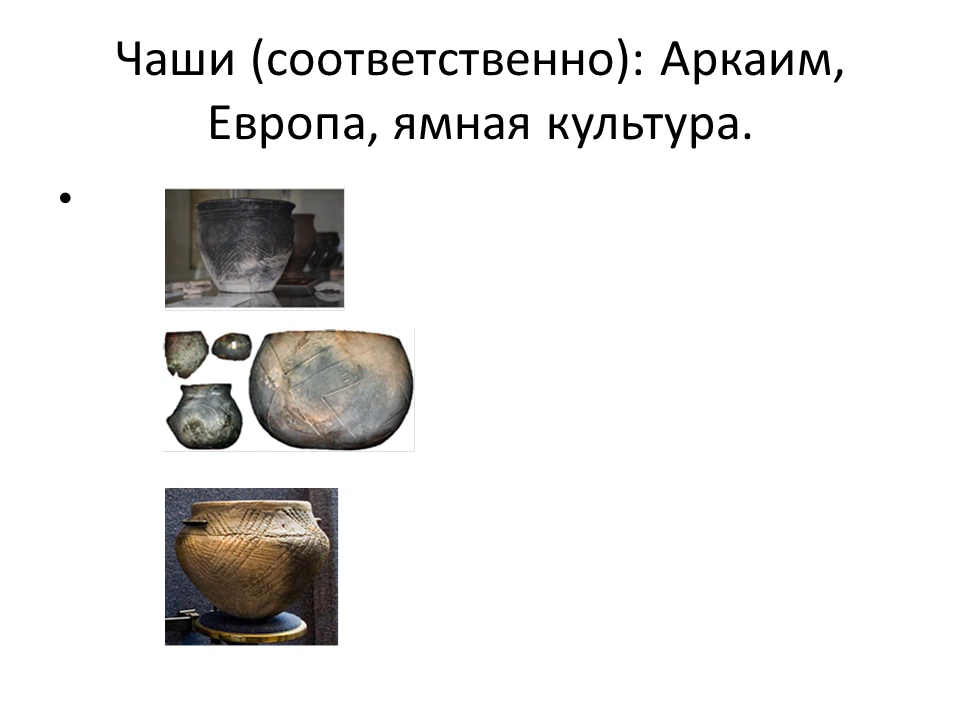 Чаши (соответственно): Аркаим,
Европа, ямная культура.